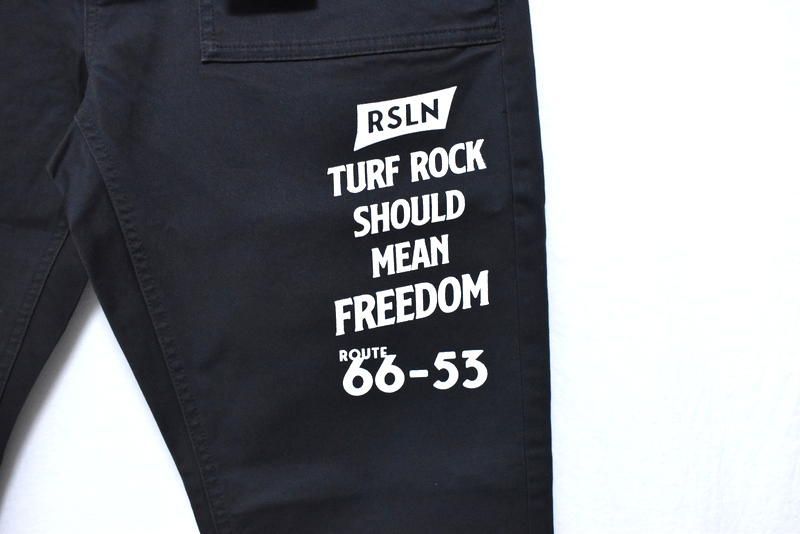 RSLN
TURF ROCK
SHOULD
MEAN
FREEDOM
ROUTE
66-53